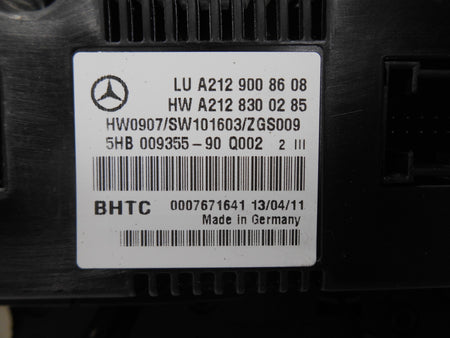 LU A212 900 86 08
HW A212 830 02 85
HW0907/SW101603/ZGS009
5HB 009355-90 Q002 2 III
BHTC 0007671641 13/04/11
Made in Germany